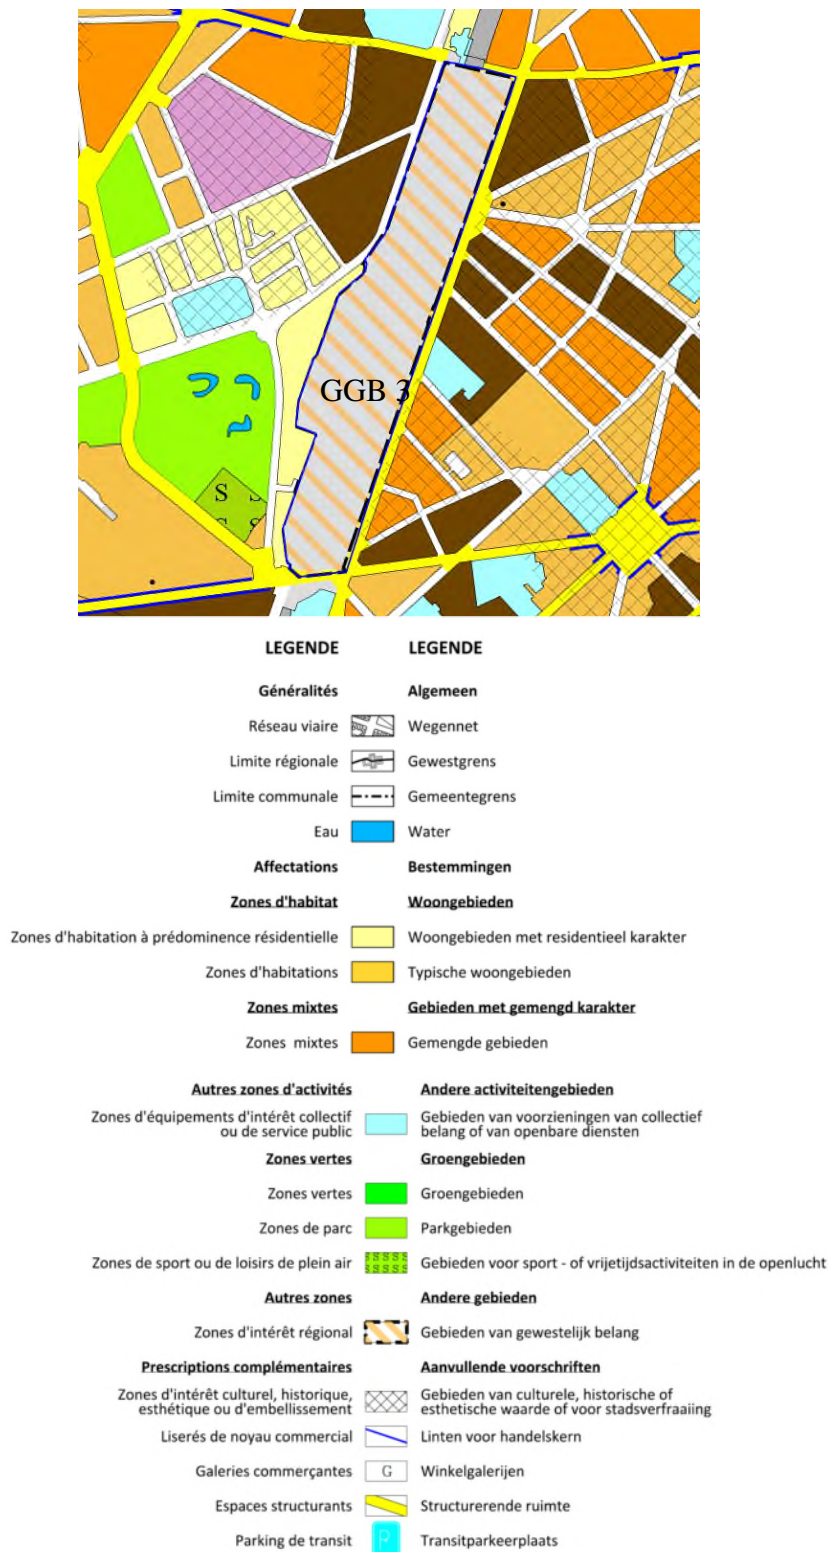 GGB 3
S S
S S
LEGENDE LEGENDE
Généralités Algemeen
Réseau viaire Wegennet
Limite régionale Gewestgrens
Limite communale Gemeentegrens
Eau Water
Affectations Bestemmingen
Zones d'habitat Woongebieden
Zones d'habitation à prédominence résidentielle Woongebieden met residentieel karakter
Zones d'habitations Typische woongebieden
Zones mixtes Gebieden met gemengd karakter
Zones mixtes Gemengde gebieden
Autres zones d'activités Andere activiteitengebieden
Zones d'équipements d'intérêt collectif Gebieden van voorzieningen van collectief
ou de service public belang of van openbare diensten
Zones vertes Groengebieden
Zones vertes Groengebieden
Zones de parc Parkgebieden
Zones de sport ou de loisirs de plein air Gebieden voor sport - of vrijetijdsactiviteiten in de openlucht
Autres zones Andere gebieden
Zones d'intérêt régional Gebieden van gewestelijk belang
Prescriptions complémentaires Aanvullende voorschriften
Zones d'intérêt culturel, historique, Gebieden van culturele, historische of
esthétique ou d'embellissement esthetische waarde of voor stadsverfraaiing
Liserés de noyau commercial Linten voor handelskern
Galeries commerçantes G Winkelgalerijen
Espaces structurants Structurerende ruimte
Parking de transit P Transitparkeerplaats